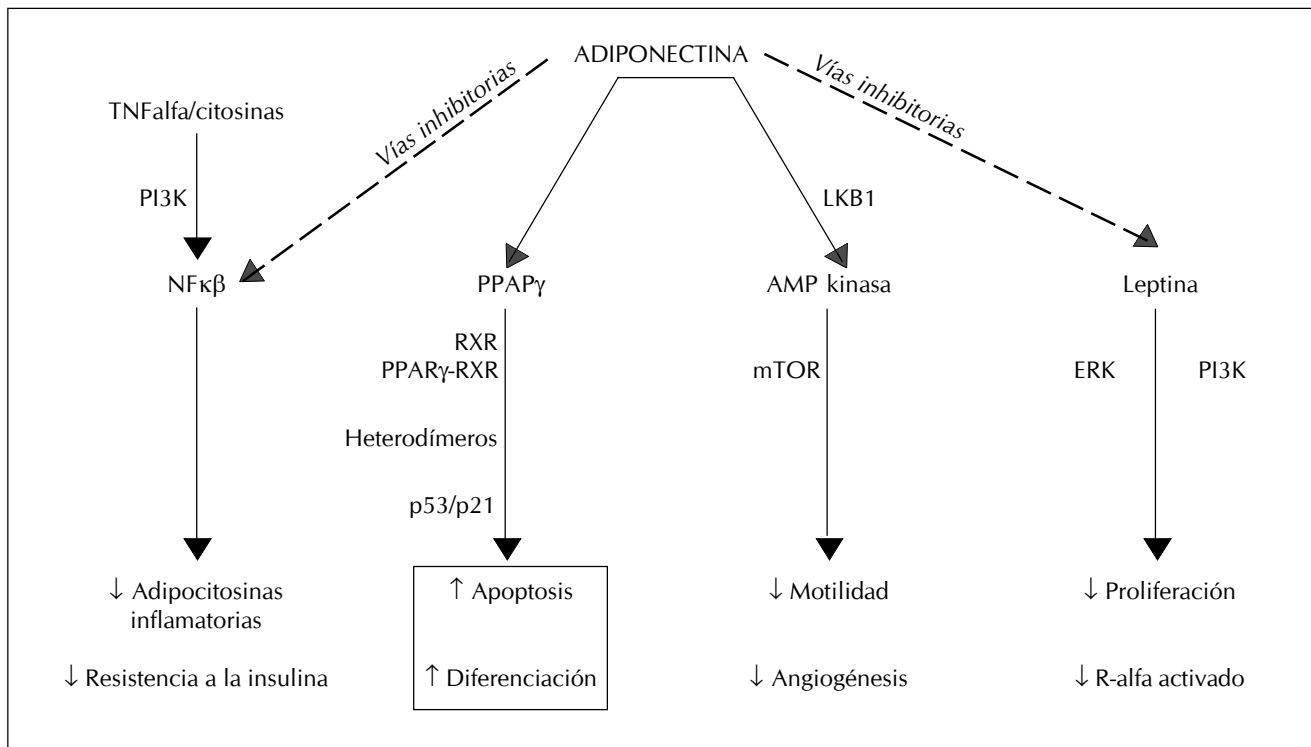 ADIPONECTINA
Vías inhibitorias
Vías inhibitorias
TNFalfa/citosinas
PI3K
LKB1
NFκβ
PPAPγ
AMP kinasa
Leptina
RXR
PPARγ-RXR
mTOR
ERK
PI3K
Heterodímeros
p53/p21
↓ Adipocitosinas
inflamatorias
↑ Apoptosis
↓ Motilidad
↓ Proliferación
↓ Resistencia a la insulina
↑ Diferenciación
↓ Angiogénesis
↓ R-alfa activado